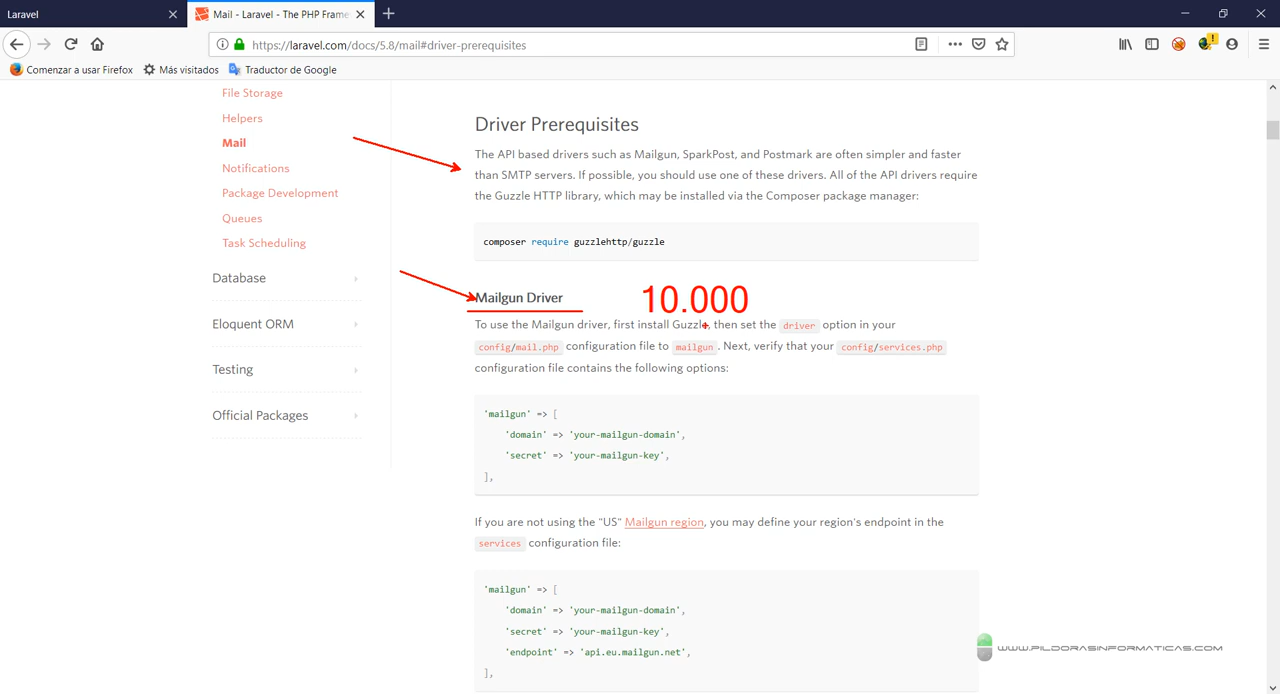 Laravel
Mail - Laravel - The PHP Frame
https://laravel.com/docs/5.8/mail#driver-prerequisites
Comenzar a usar Firefox
Más visitados
Traductor de Google
File Storage
Helpers
Mail
Notifications
Package Development
Queues
Task Scheduling
Database
Eloquent ORM
Testing
Official Packages
Driver Prerequisites
The API based drivers such as Mailgun, SparkPost, and Postmark are often simpler and faster
than SMTP servers. If possible, you should use one of these drivers. All of the API drivers require
the Guzzle HTTP library, which may be installed via the Composer package manager:
composer require guzzlehttp/guzzle
Mailgun Driver
10.000
To use the Mailgun driver, first install Guzzle, then set the driver option in your
config/mail.php configuration file to mailgun. Next, verify that your config/services.php
configuration file contains the following options:
'mailgun' => [
'domain' => 'your-mailgun-domain',
'secret' => 'your-mailgun-key',
],
If you are not using the "US" Mailgun region, you may define your region's endpoint in the
services configuration file:
'mailgun' => [
'domain' => 'your-mailgun-domain',
'secret' => 'your-mailgun-key',
'endpoint' => 'api.eu.mailgun.net',
],
WWW.PILDORASINFORMATICAS.COM